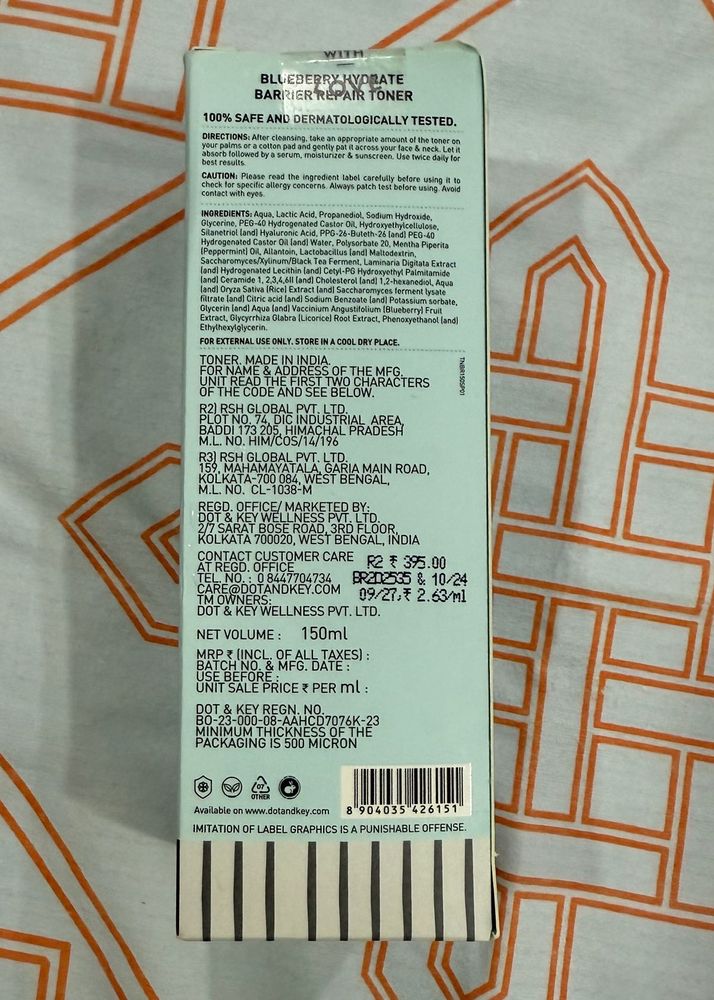 WITH
LOVE
BLUEBERRY HYDRATE
BARRIER REPAIR TONER
100% SAFE AND DERMATOLOGICALLY TESTED.
DIRECTIONS: After cleansing, take an appropriate amount of the toner on
your palms or a cotton pad and gently pat it across your face & neck. Let it
absorb followed by a serum, moisturizer & sunscreen. Use twice daily for
best results.
CAUTION: Please read the ingredient label carefully before using it to
check for specific allergy concerns. Always patch test before using. Avoid
contact with eyes.
INGREDIENTS: Aqua, Lactic Acid, Propanediol, Sodium Hydroxide,
Glycerine, PEG-40 Hydrogenated Castor Oil, Hydroxyethylcellulose,
Silanetriol (and) Hyaluronic Acid, PPG-26-Buteth-26 (and) PEG-40
Hydrogenated Castor Oil (and) Water, Polysorbate 20, Mentha Piperita
(Peppermint) Oil, Allantoin, Lactobacillus (and) Maltodextrin,
Saccharomyces/Xylinum/Black Tea Ferment, Laminaria Digitata Extract
(and) Hydrogenated Lecithin (and) Cetyl-PG Hydroxyethyl Palmitamide
(and) Ceramide 1, 2,3,4,6II (and) Cholesterol (and) 1,2-hexanediol, Aqua
(and) Oryza Sativa (Rice) Extract (and) Saccharomyces ferment lysate
filtrate (and) Citric acid (and) Sodium Benzoate (and) Potassium sorbate,
Glycerin (and) Aqua (and) Vaccinium Angustifolium (Blueberry) Fruit
Extract, Glycyrrhiza Glabra (Licorice) Root Extract, Phenoxyethanol (and)
Ethylhexylglycerin.
FOR EXTERNAL USE ONLY. STORE IN A COOL DRY PLACE.
TONER. MADE IN INDIA.
FOR NAME & ADDRESS OF THE MFG.
UNIT READ THE FIRST TWO CHARACTERS
OF THE CODE AND SEE BELOW.
R2) RSH GLOBAL PVT. LTD.
PLOT NO. 74, DIC INDUSTRIAL AREA,
BADDI 173 205, HIMACHAL PRADESH
M.L. NO. HIM/COS/14/196
R3) RSH GLOBAL PVT. LTD.
159, MAHAMAYATALA, GARIA MAIN ROAD,
KOLKATA-700 084, WEST BENGAL,
M.L. NO. CL-1038-M
REGD. OFFICE/ MARKETED BY:
DOT & KEY WELLNESS PVT. LTD.
2/7 SARAT BOSE ROAD, 3RD FLOOR,
KOLKATA 700020, WEST BENGAL, INDIA
CONTACT CUSTOMER CARE
AT REGD. OFFICE
TEL. NO. : 0 8447704734
CARE@DOTANDKEY.COM
TM OWNERS:
DOT & KEY WELLNESS PVT. LTD.
R2 ₹ 395.00
BR2D2535 & 10/24
09/27,₹ 2.63/ml
NET VOLUME : 150ml
MRP ₹ (INCL. OF ALL TAXES) :
BATCH NO. & MFG. DATE :
USE BEFORE :
UNIT SALE PRICE ₹ PER ml :
DOT & KEY REGN. NO.
BO-23-000-08-AAHCD7076K-23
MINIMUM THICKNESS OF THE
PACKAGING IS 500 MICRON
07
OTHER
Available on www.dotandkey.com
8 904035 426151
IMITATION OF LABEL GRAPHICS IS A PUNISHABLE OFFENSE.